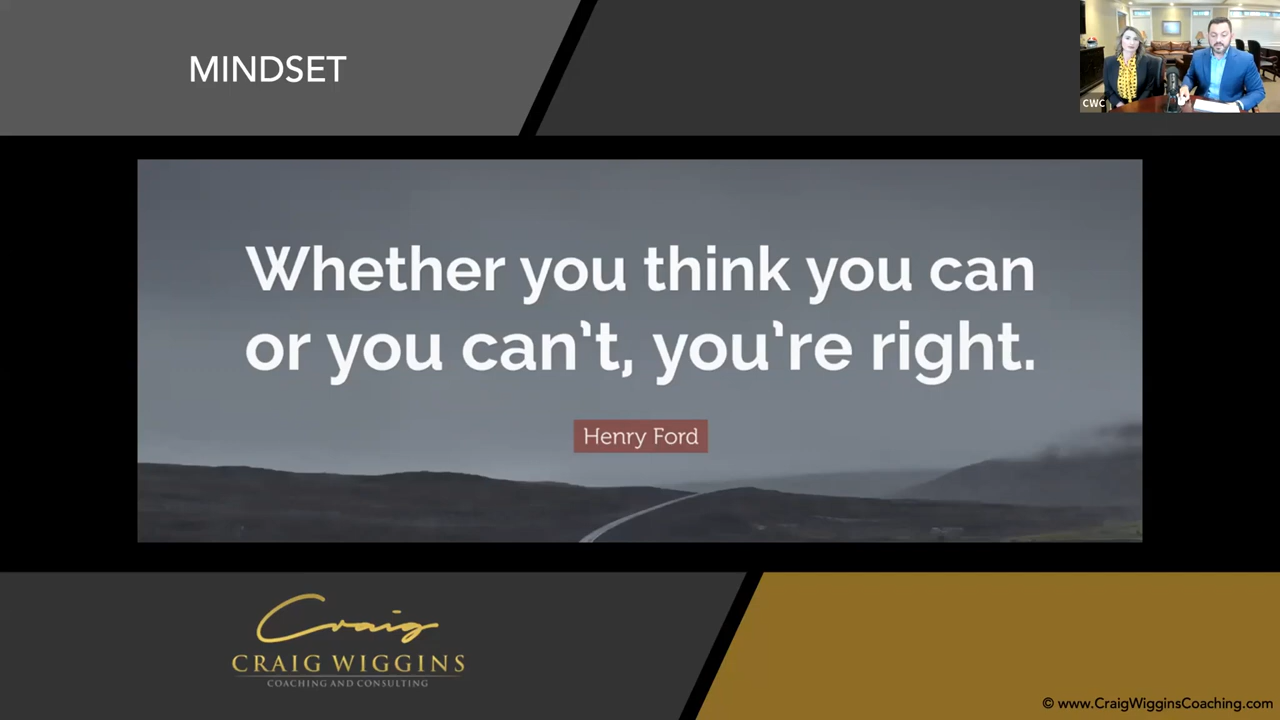 MINDSET
CWC
Whether you think you can
or you can't, you're right.
Henry Ford
Craig
CRAIG WIGGINS
COACHING AND CONSULTING
© www.CraigWigginsCoaching.com